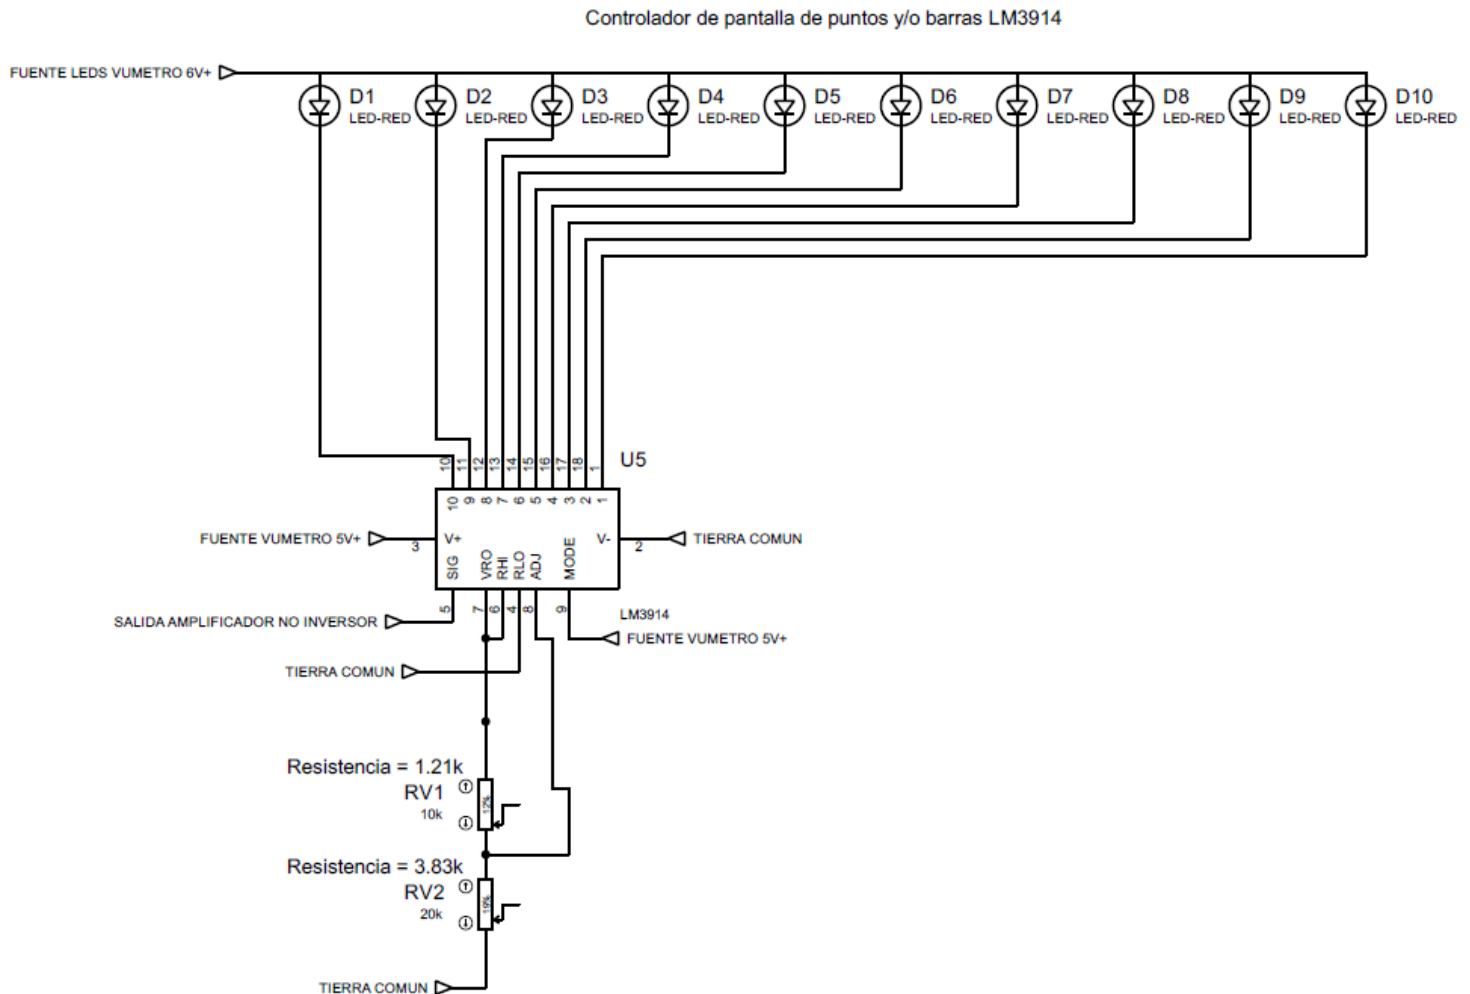 Controlador de pantalla de puntos y/o barras LM3914
FUENTE LEDS VUMETRO 6V+
D1
LED-RED
D2
LED-RED
D3
LED-RED
D4
LED-RED
D5
LED-RED
D6
LED-RED
D7
LED-RED
D8
LED-RED
D9
LED-RED
D10
LED-RED
10 11 12 13 14 15 16 17 18 1
U5
10 9 8 7 6 5 4 3 2 1
FUENTE VUMETRO 5V+
3
V+
V-
2
TIERRA COMUN
SIG VRO RHI RLO ADJ MODE
5 7 6 4 8 9
LM3914
SALIDA AMPLIFICADOR NO INVERSOR
FUENTE VUMETRO 5V+
TIERRA COMUN
Resistencia = 1.21k
RV1
10k
12%
Resistencia = 3.83k
RV2
20k
19%
TIERRA COMUN